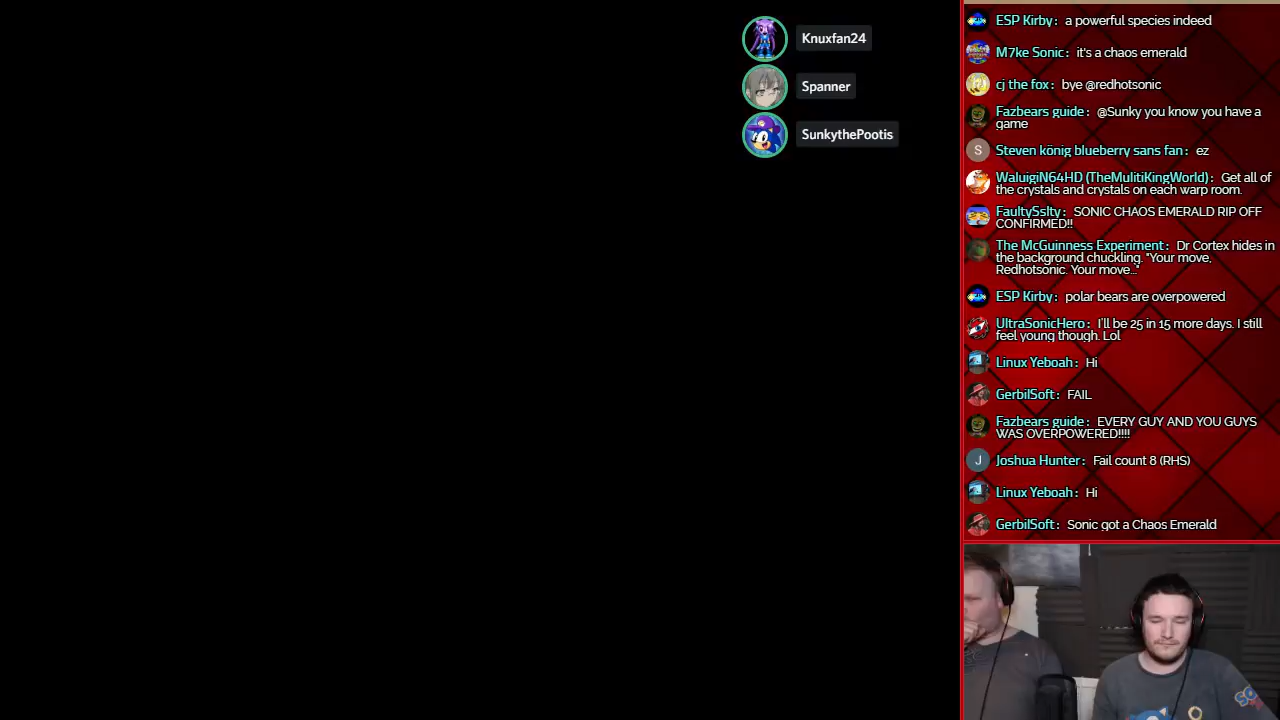 Knuxfan24
Spanner
SunkythePootis
ESP Kirby: a powerful species indeed
M7ke Sonic: it's a chaos emerald
cj the fox: bye @redhotsonic
Fazbears guide: @Sunky you know you have a
game
S
Steven könig blueberry sans fan: ez
WaluigiN64HD (TheMulitiKingWorld): Get all of
the crystals and crystals on each warp room.
FaultySslty: SONIC CHAOS EMERALD RIP OFF
CONFIRMED!!
The McGuinness Experiment: Dr Cortex hides in
the background chuckling. "Your move,
Redhotsonic. Your move..."
ESP Kirby: polar bears are overpowered
UltraSonicHero: I'll be 25 in 15 more days. I still
feel young though. Lol
Linux Yeboah: Hi
GerbilSoft: FAIL
Fazbears guide: EVERY GUY AND YOU GUYS
WAS OVERPOWERED!!!!
J
Joshua Hunter: Fail count 8 (RHS)
Linux Yeboah: Hi
GerbilSoft: Sonic got a Chaos Emerald